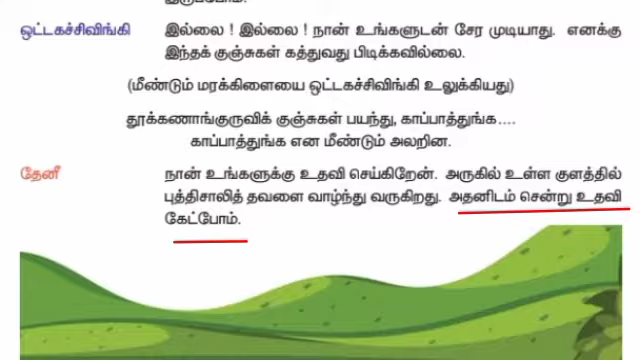 ஒட்டகச்சிவிங்கி இல்லை ! இல்லை ! நான் உங்களுடன் சேர முடியாது. எனக்கு
இந்தக் குஞ்சுகள் கத்துவது பிடிக்கவில்லை.
(மீண்டும் மரக்கிளையை ஒட்டகச்சிவிங்கி உலுக்கியது)
தூக்கணாங்குருவிக் குஞ்சுகள் பயந்து, காப்பாத்துங்க....
காப்பாத்துங்க என மீண்டும் அலறின.
தேனீ நான் உங்களுக்கு உதவி செய்கிறேன். அருகில் உள்ள குளத்தில்
புத்திசாலித் தவளை வாழ்ந்து வருகிறது. அதனிடம் சென்று உதவி
கேட்போம்.